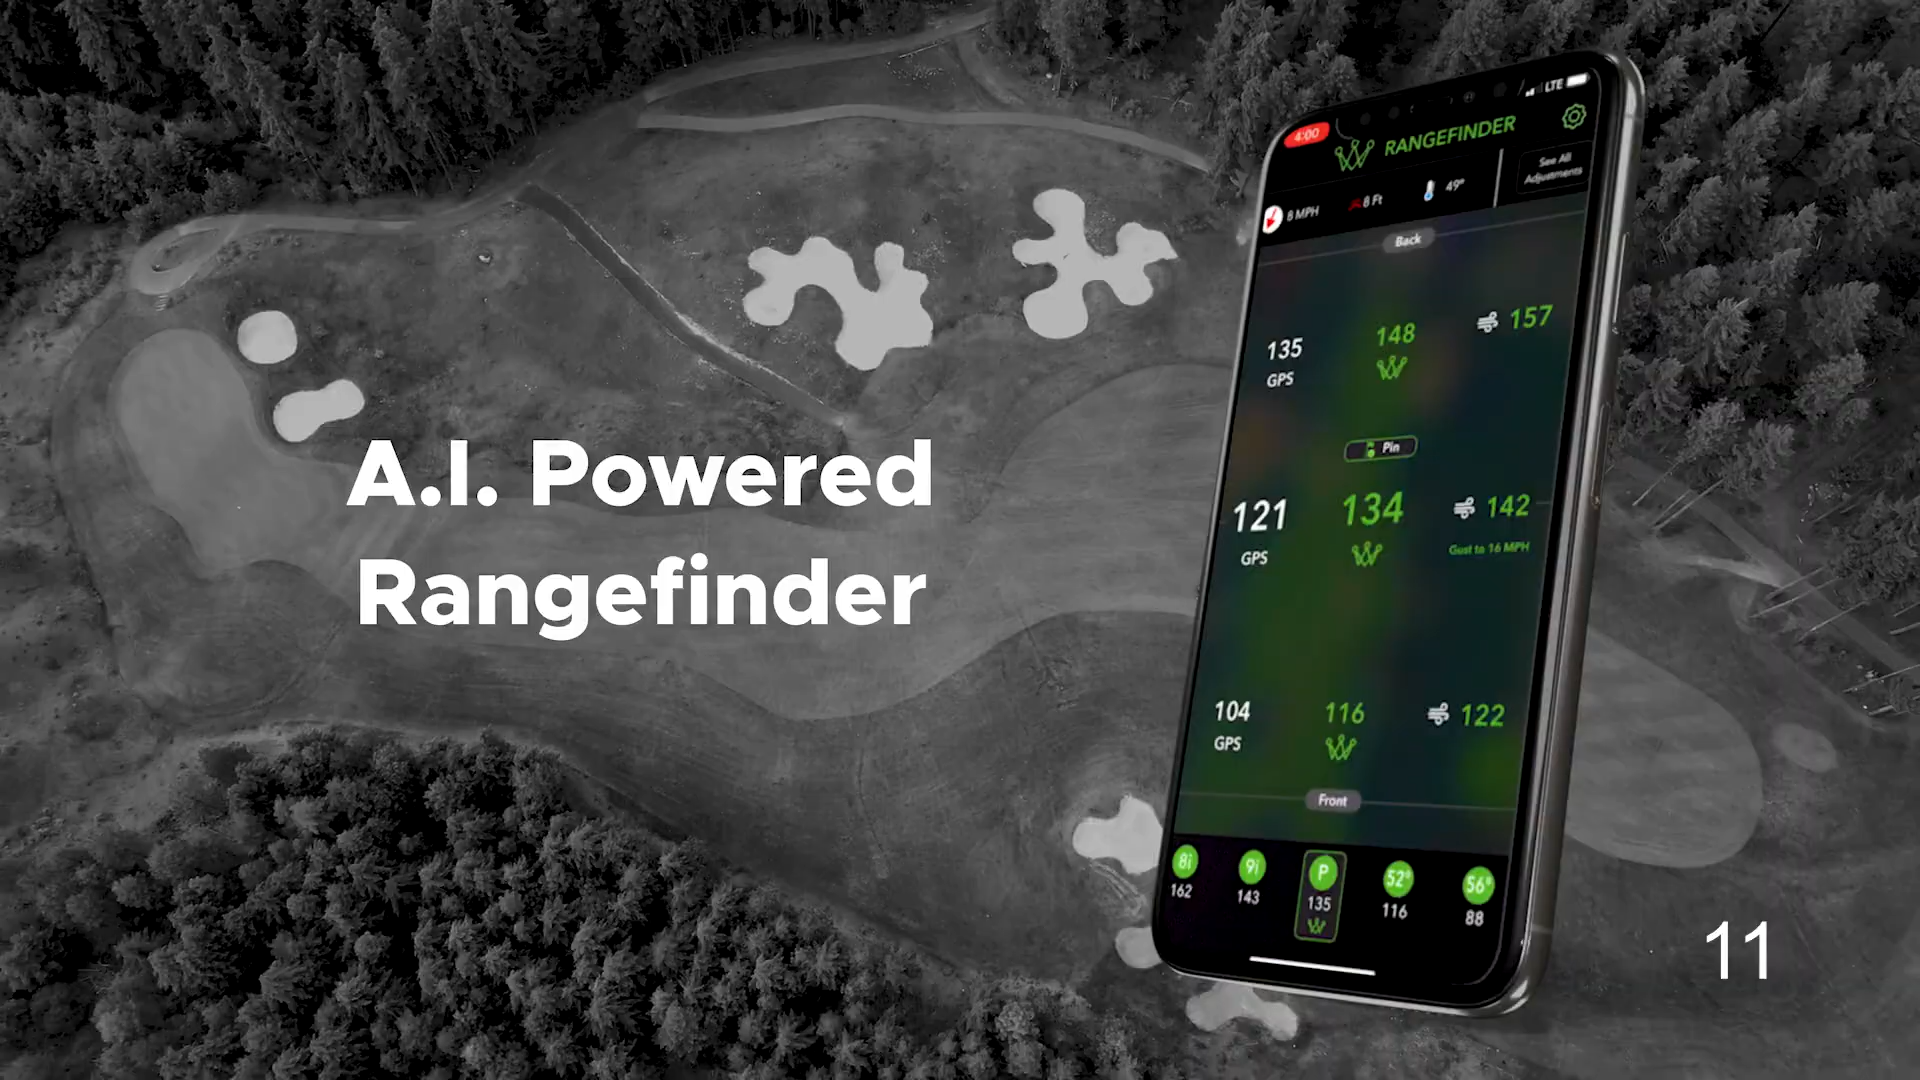 A.I. Powered
Rangefinder
4:00
LTE
RANGEFINDER
8 MPH
8 Ft
49°
See All
Adjustments
Back
135
GPS
148
157
Pin
121
GPS
134
142
Gust to 16 MPH
104
GPS
116
122
Front
8i
162
9i
143
P
135
52°
116
56°
88
11